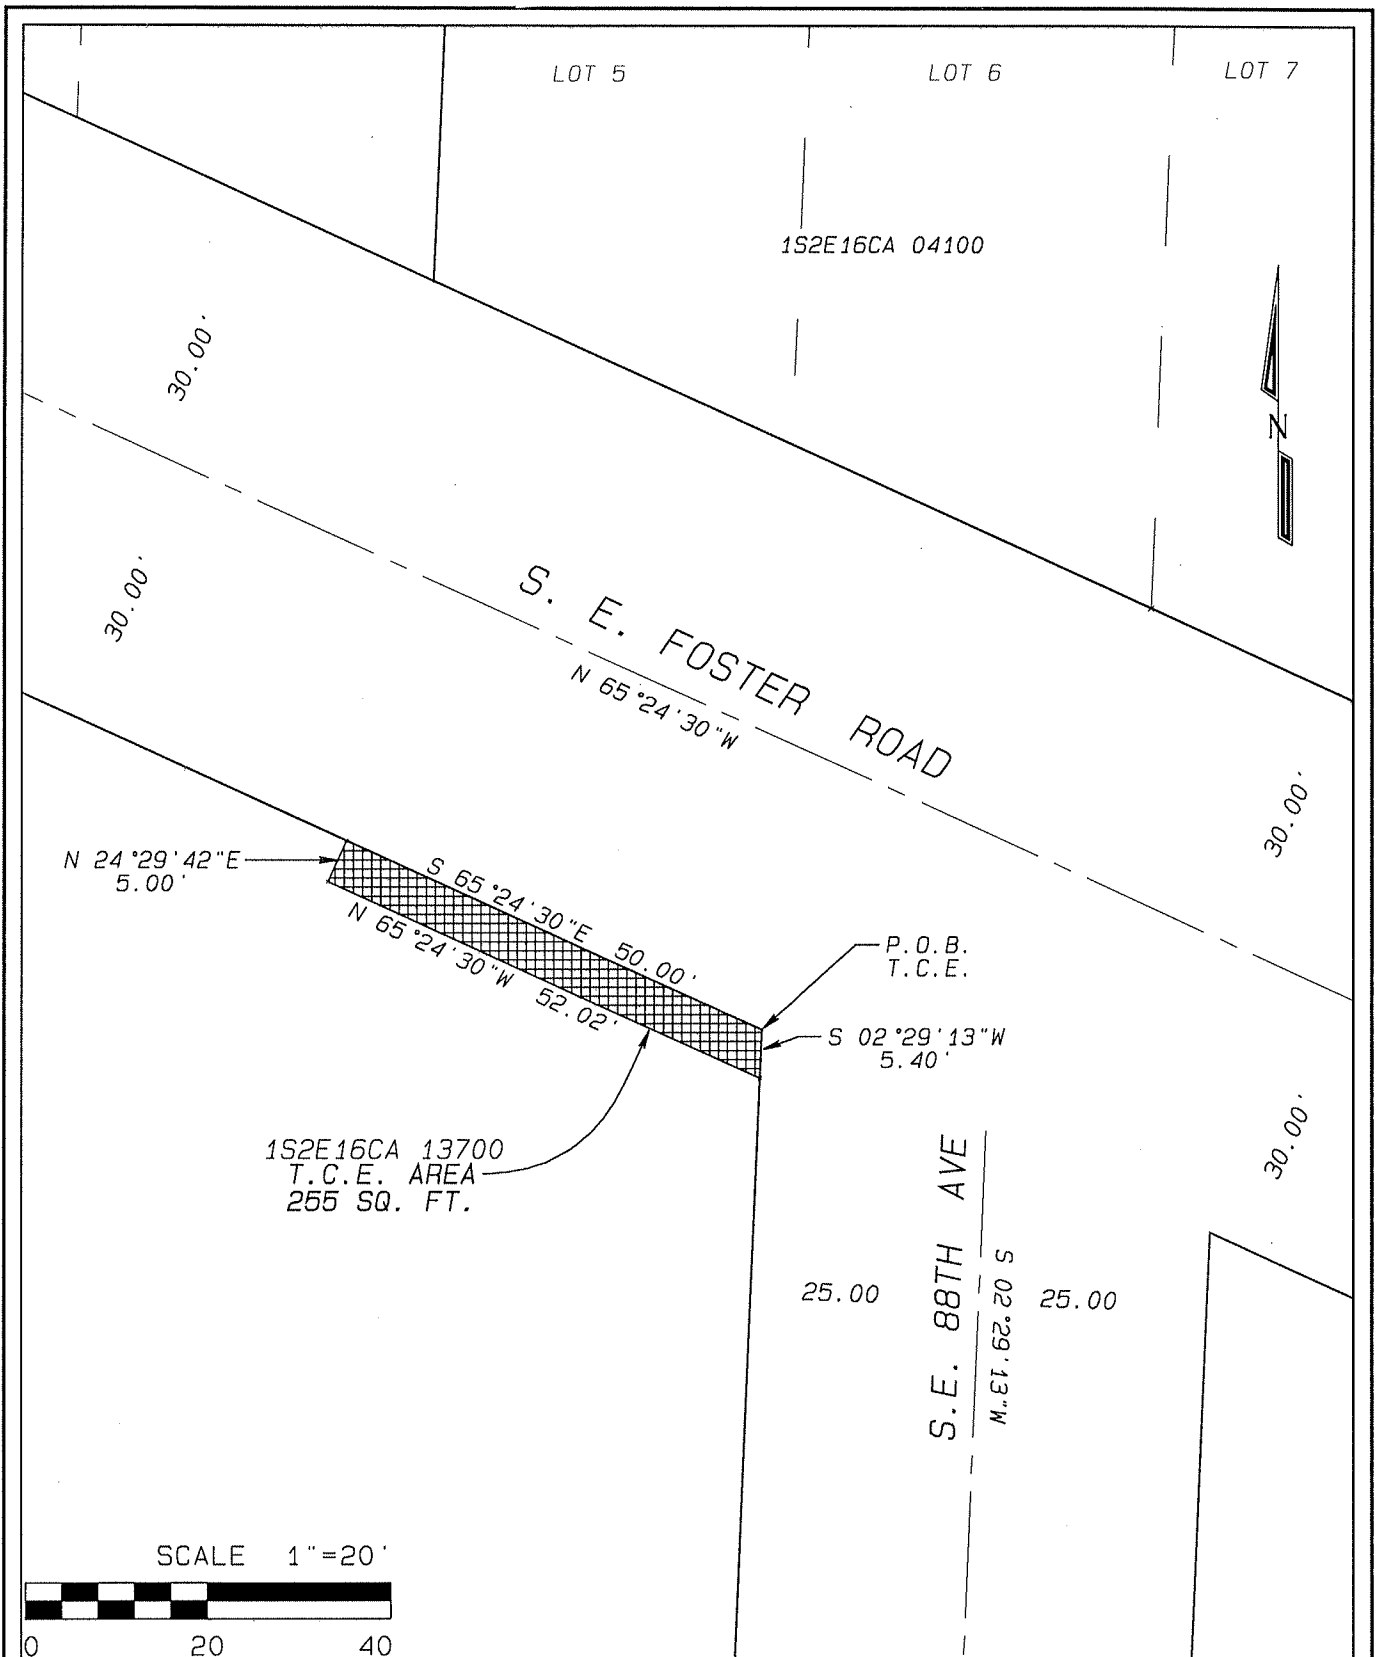 LOT 5
LOT 6
LOT 7
1S2E16CA 04100
30.00'
N
30.00'
S. E. FOSTER ROAD
N 65°24'30"W
30.00'
N 24°29'42"E
5.00'
S 65°24'30"E 50.00'
N 65°24'30"W 52.02'
P.O.B.
T.C.E.
S 02°29'13"W
5.40'
30.00'
1S2E16CA 13700
T.C.E. AREA
255 SQ. FT.
S.E. 88TH AVE
S 02°29'13"W
25.00
25.00
SCALE 1"=20'
0 20 40